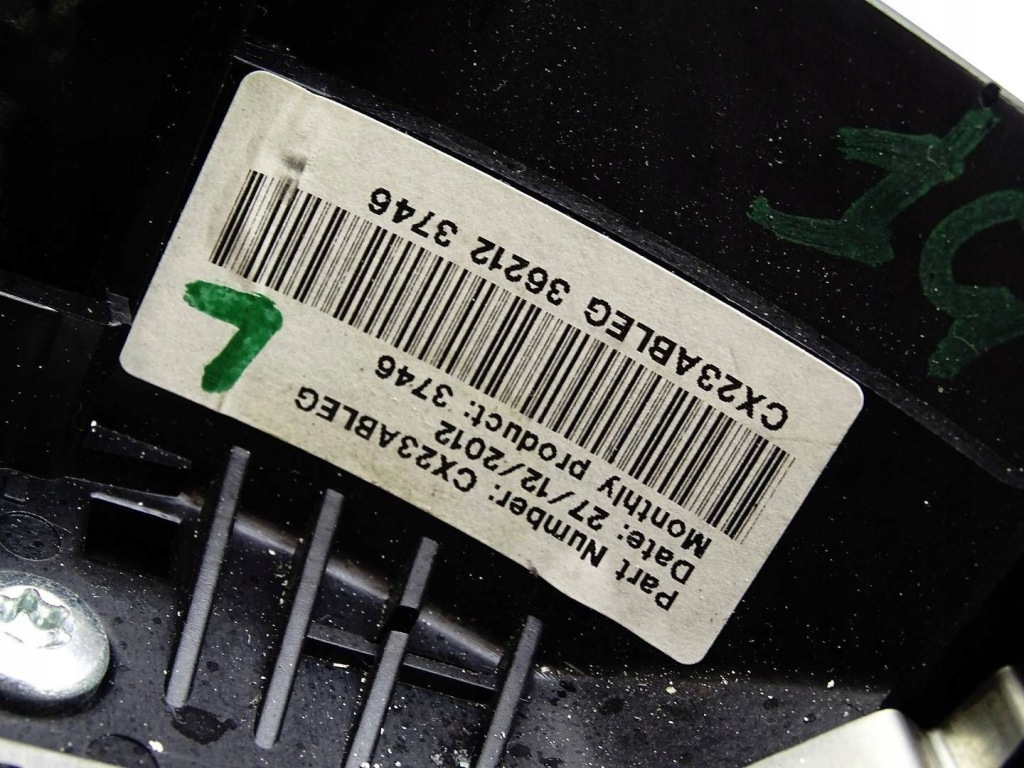 Part Number: CX23ABLEG
Date: 27/12/2012
Monthly product: 3746
CX23ABLEG 36212 3746